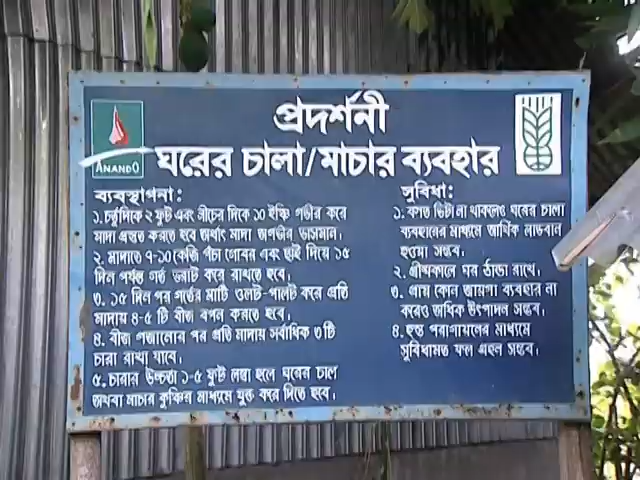 প্রদর্শনী
ANANDO
ঘরের চালা/মাচার ব্যবহার
ব্যবস্থাপনা:
১. চর্তুদিকে ২ ফুট এবং নীচের দিকে ১০ ইঞ্চি গভীর করে
মাদা প্রস্তুত করতে হবে অর্থাৎ মাদা অগভীর ভাসমান।
২. মাদাতে ৭-১০ কেজি পঁচা গোবর এবং ছাই দিয়ে ১৫
দিন পর্যন্ত গর্ত ভরাট করে রাখতে হবে।
৩. ১৫ দিন পর গর্তের মাটি ওলট-পালট করে প্রতি
মাদায় ৪-৫ টি বীজ বপন করতে হবে।
৪. বীজ গজানোর পর প্রতি মাদায় সর্বাধিক ৩টি
চারা রাখা যাবে।
৫. চারার উচ্চতা ১-৫ ফুট লম্বা হলে ঘরের চাল
অথবা মাচার কুঞ্চির মাধ্যমে যুক্ত করে দিতে হবে।
সুবিধা:
১. বসত ভিটা না থাকলেও ঘরের চালা
ব্যবহারের মাধ্যমে আর্থিক লাভবান
হওয়া সম্ভব।
২. গ্রীষ্মকালে ঘর ঠান্ডা রাখে।
৩. প্রায় কোন জায়গা ব্যবহার না
করেও অধিক উৎপাদন সম্ভব।
৪. হস্ত পরাগায়নের মাধ্যমে
সুবিধামত ফল গ্রহণ সম্ভব।